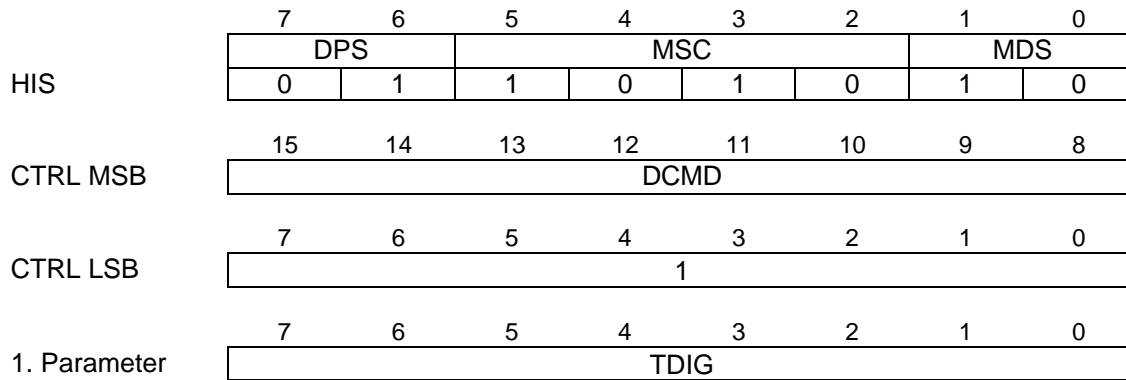 7 6 5 4 3 2 1 0
DPS MSC MDS
HIS 0 1 1 0 1 0 1 0
15 14 13 12 11 10 9 8
CTRL MSB DCMD
7 6 5 4 3 2 1 0
CTRL LSB 1
7 6 5 4 3 2 1 0
1. Parameter TDIG